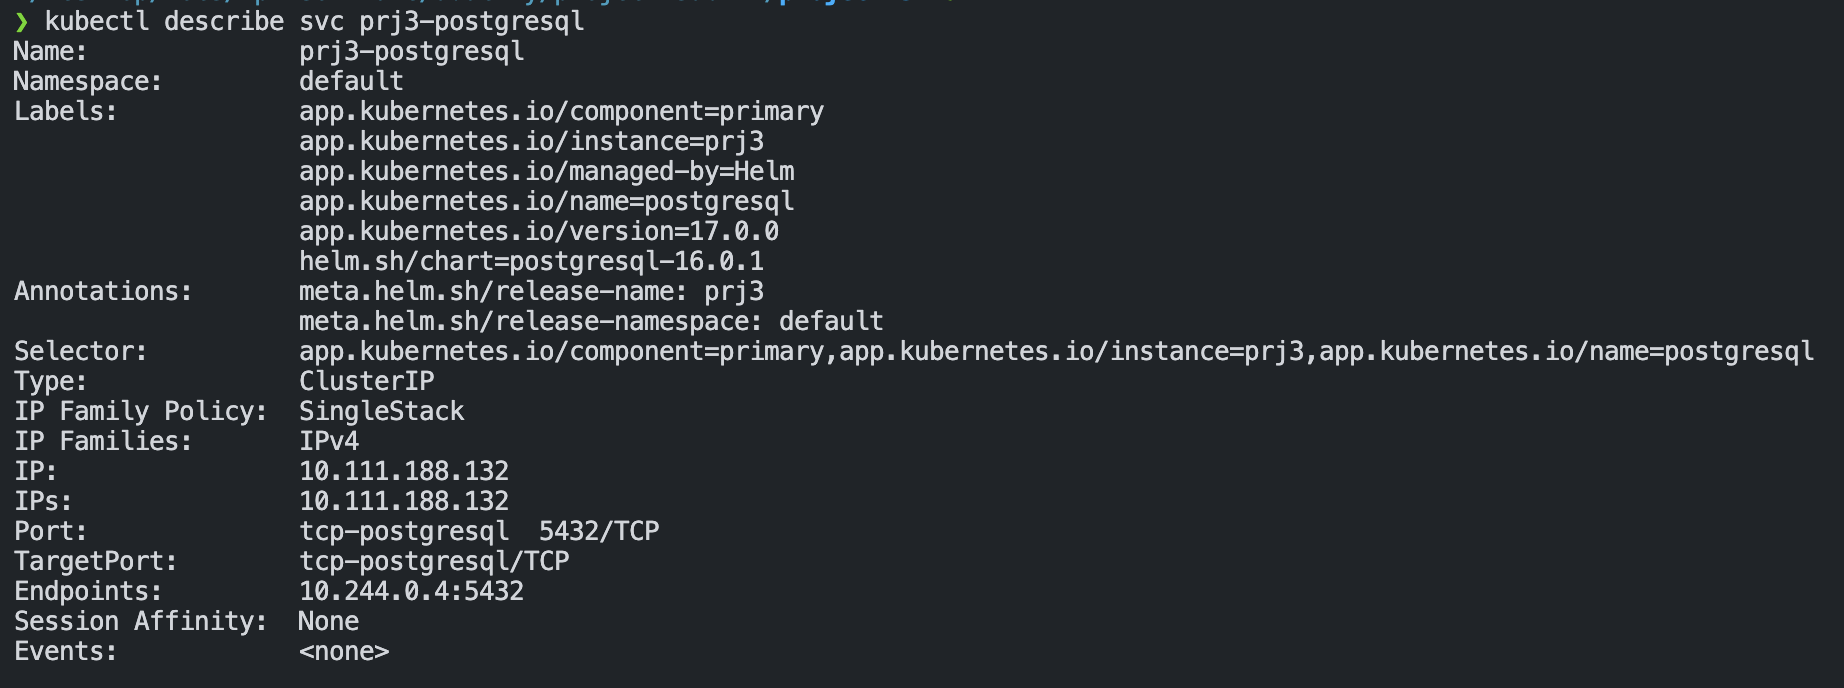 ❯ kubectl describe svc prj3-postgresql
Name:              prj3-postgresql
Namespace:         default
Labels:            app.kubernetes.io/component=primary
                   app.kubernetes.io/instance=prj3
                   app.kubernetes.io/managed-by=Helm
                   app.kubernetes.io/name=postgresql
                   app.kubernetes.io/version=17.0.0
                   helm.sh/chart=postgresql-16.0.1
Annotations:       meta.helm.sh/release-name: prj3
                   meta.helm.sh/release-namespace: default
Selector:          app.kubernetes.io/component=primary,app.kubernetes.io/instance=prj3,app.kubernetes.io/name=postgresql
Type:              ClusterIP
IP Family Policy:  SingleStack
IP Families:       IPv4
IP:                10.111.188.132
IPs:               10.111.188.132
Port:              tcp-postgresql  5432/TCP
TargetPort:        tcp-postgresql/TCP
Endpoints:         10.244.0.4:5432
Session Affinity:  None
Events:            <none>